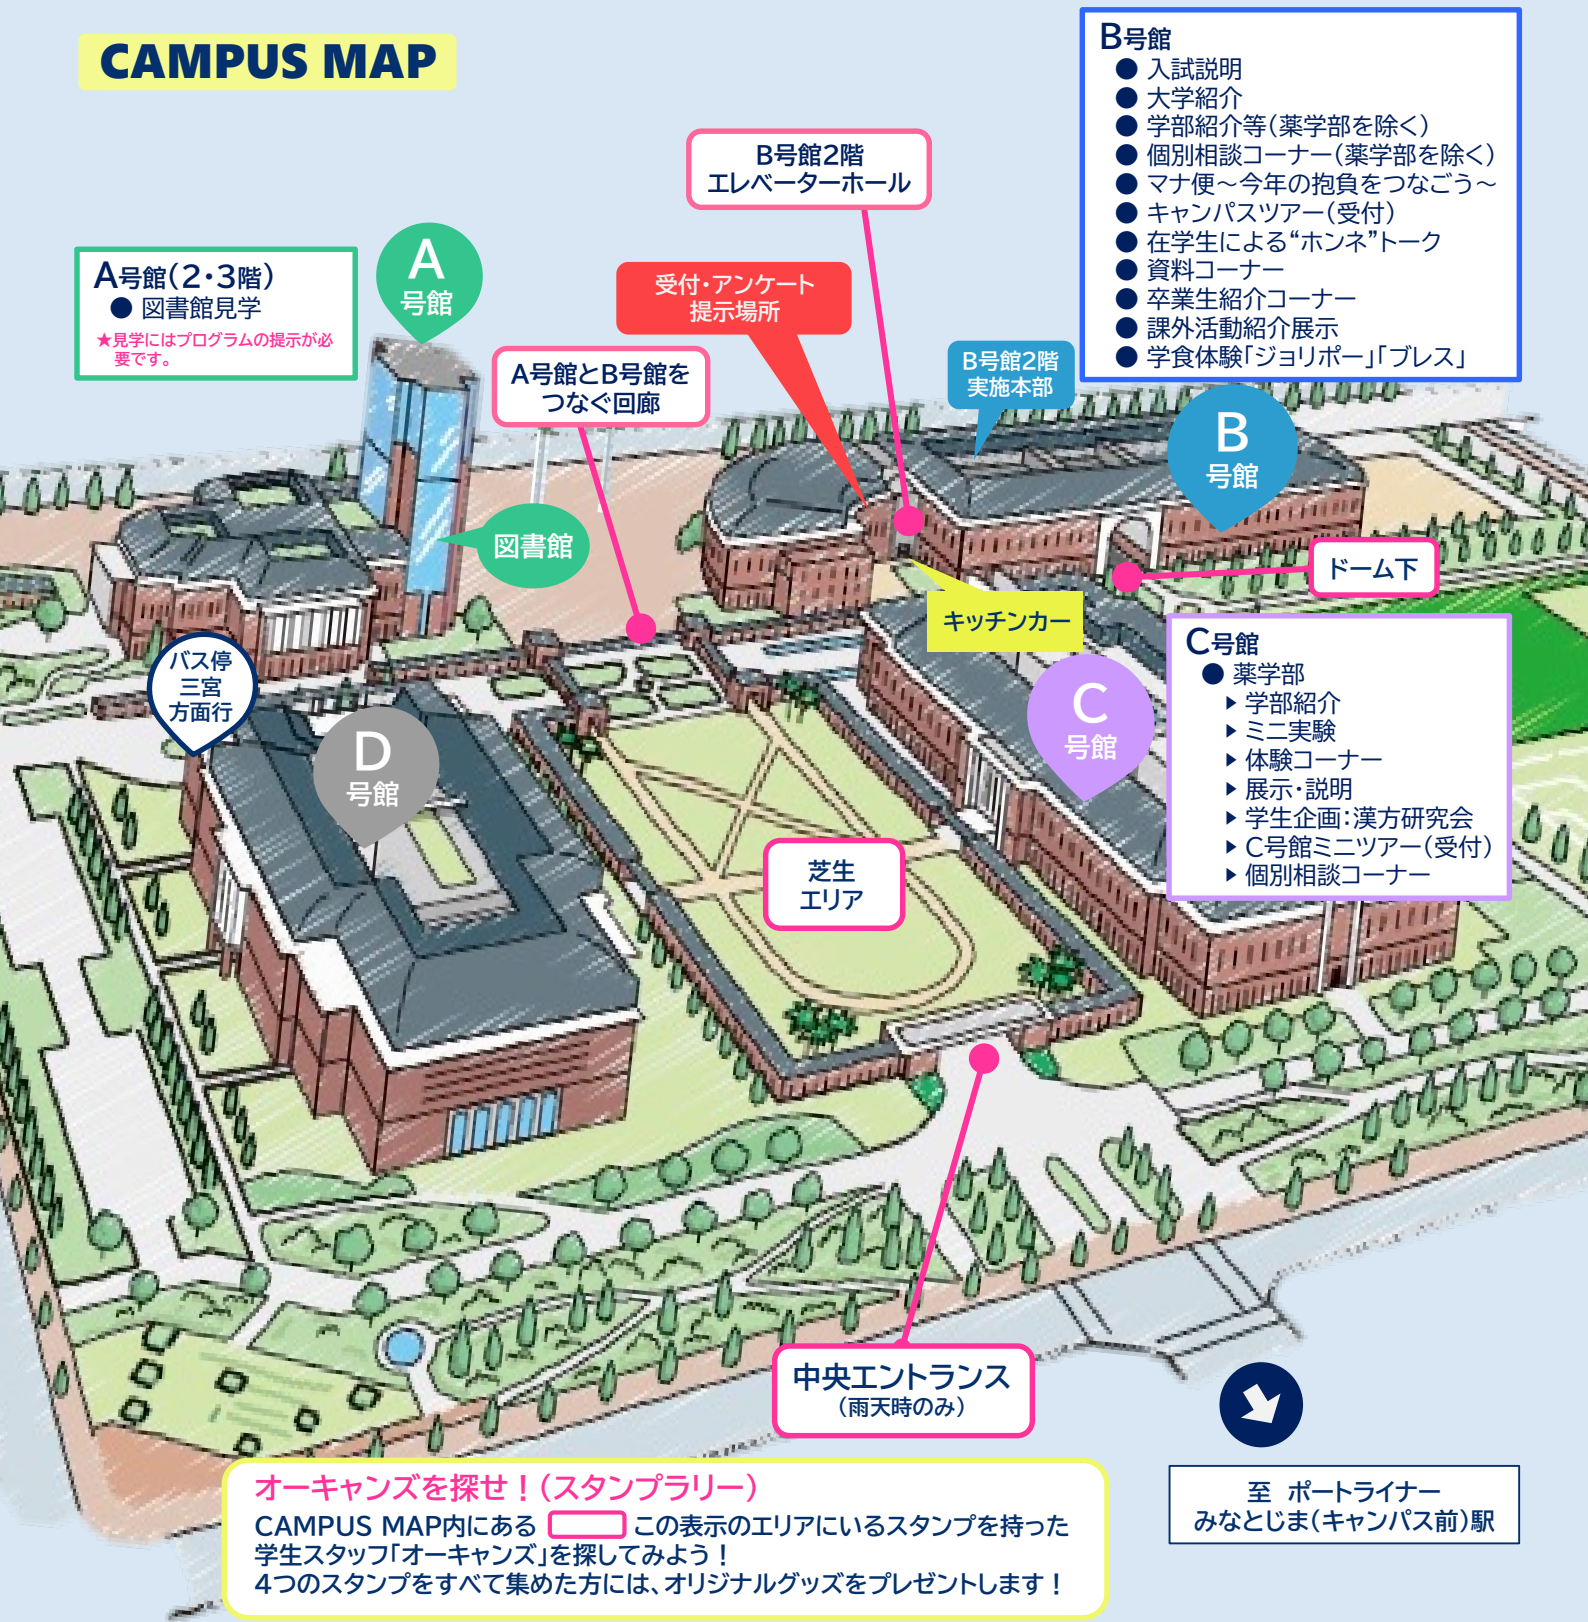 CAMPUS MAP
B号館
● 入試説明
● 大学紹介
● 学部紹介等（薬学部を除く）
● 個別相談コーナー（薬学部を除く）
● マナ便～今年の抱負をつなごう～
● キャンパスツアー（受付）
● 在学生による“ホンネ”トーク
● 資料コーナー
● 卒業生紹介コーナー
● 課外活動紹介展示
● 学食体験「ジョリポー」「ブレス」
B号館2階
エレベーターホール
A
号館
A号館（2・3階）
● 図書館見学
★見学にはプログラムの提示が必
要です。
受付・アンケート
提示場所
A号館とB号館を
つなぐ回廊
B号館2階
実施本部
B
号館
図書館
ドーム下
キッチンカー
バス停
三宮
方面行
C
号館
C号館
● 薬学部
▶ 学部紹介
▶ ミニ実験
▶ 体験コーナー
▶ 展示・説明
▶ 学生企画：漢方研究会
▶ C号館ミニツアー（受付）
▶ 個別相談コーナー
D
号館
芝生
エリア
中央エントランス
（雨天時のみ）
至 ポートライナー
みなとじま（キャンパス前）駅
オーキャンズを探せ！（スタンプラリー）
CAMPUS MAP内にある この表示のエリアにいるスタンプを持った
学生スタッフ「オーキャンズ」を探してみよう！
4つのスタンプをすべて集めた方には、オリジナルグッズをプレゼントします！